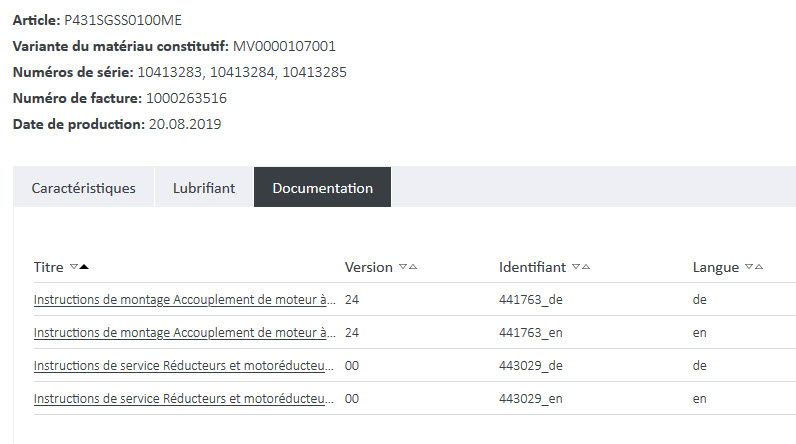 Article: P431SGSS0100ME
Variante du matériau constitutif: MV0000107001
Numéros de série: 10413283, 10413284, 10413285
Numéro de facture: 1000263516
Date de production: 20.08.2019
Caractéristiques Lubrifiant Documentation
Titre Version Identifiant Langue
Instructions de montage Accouplement de moteur à... 24 441763_de de
Instructions de montage Accouplement de moteur à... 24 441763_en en
Instructions de service Réducteurs et motoréducteu... 00 443029_de de
Instructions de service Réducteurs et motoréducteu... 00 443029_en en